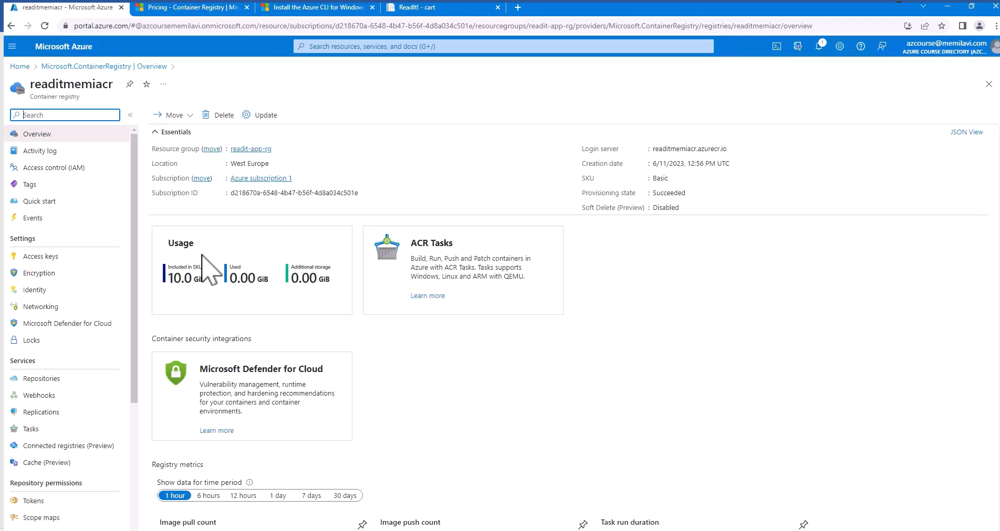 readitmemiacr - Microsoft Azure
Pricing - Container Registry | Mic
Install the Azure CLI for Windows
ReadIt! - cart
portal.azure.com/#@azcoursememilavi.onmicrosoft.com/resource/subscriptions/d218670a-6548-4b47-b56f-4d8a034c501e/resourcegroups/readit-app-rg/providers/Microsoft.ContainerRegistry/registries/readitmemiacr/overview
Microsoft Azure
Search resources, services, and docs (G+/)
1
azcourse@memilavi.com
AZURE COURSE DIRECTORY (AZC...
Home > Microsoft.ContainerRegistry | Overview >
readitmemiacr
Container registry
Search
Overview
Activity log
Access control (IAM)
Tags
Quick start
Events
Settings
Access keys
Encryption
Identity
Networking
Microsoft Defender for Cloud
Locks
Services
Repositories
Webhooks
Replications
Tasks
Connected registries (Preview)
Cache (Preview)
Repository permissions
Tokens
Scope maps
Move
Delete
Update
Essentials
JSON View
Resource group (move) : readit-app-rg
Location : West Europe
Subscription (move) : Azure subscription 1
Subscription ID : d218670a-6548-4b47-b56f-4d8a034c501e
Login server : readitmemiacr.azurecr.io
Creation date : 6/11/2023, 12:56 PM UTC
SKU : Basic
Provisioning state : Succeeded
Soft Delete (Preview) : Disabled
Usage
Included in SKU
10.0 GiB
Used
0.00 GiB
Additional storage
0.00 GiB
ACR Tasks
Build, Run, Push and Patch containers in
Azure with ACR Tasks. Tasks supports
Windows, Linux and ARM with QEMU.
Learn more
Container security integrations
Microsoft Defender for Cloud
Vulnerability management, runtime
protection, and hardening recommendations
for your containers and container
environments.
Learn more
Registry metrics
Show data for time period
1 hour
6 hours
12 hours
1 day
7 days
30 days
Image pull count
Image push count
Task run duration